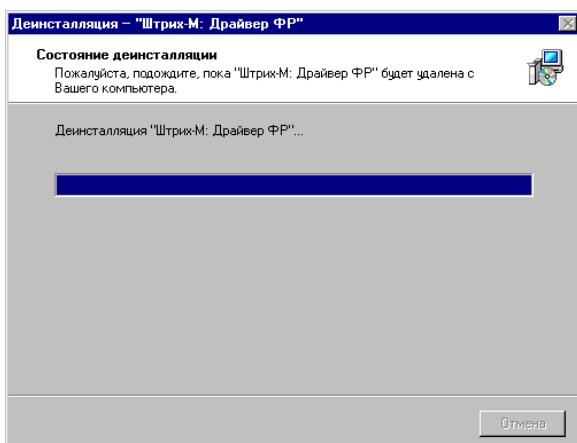 Деинсталляция – "Штрих-М: Драйвер ФР"
Состояние деинсталляции
Пожалуйста, подождите, пока "Штрих-М: Драйвер ФР" будет удалена с
Вашего компьютера.
Деинсталляция "Штрих-М: Драйвер ФР"...
Отмена